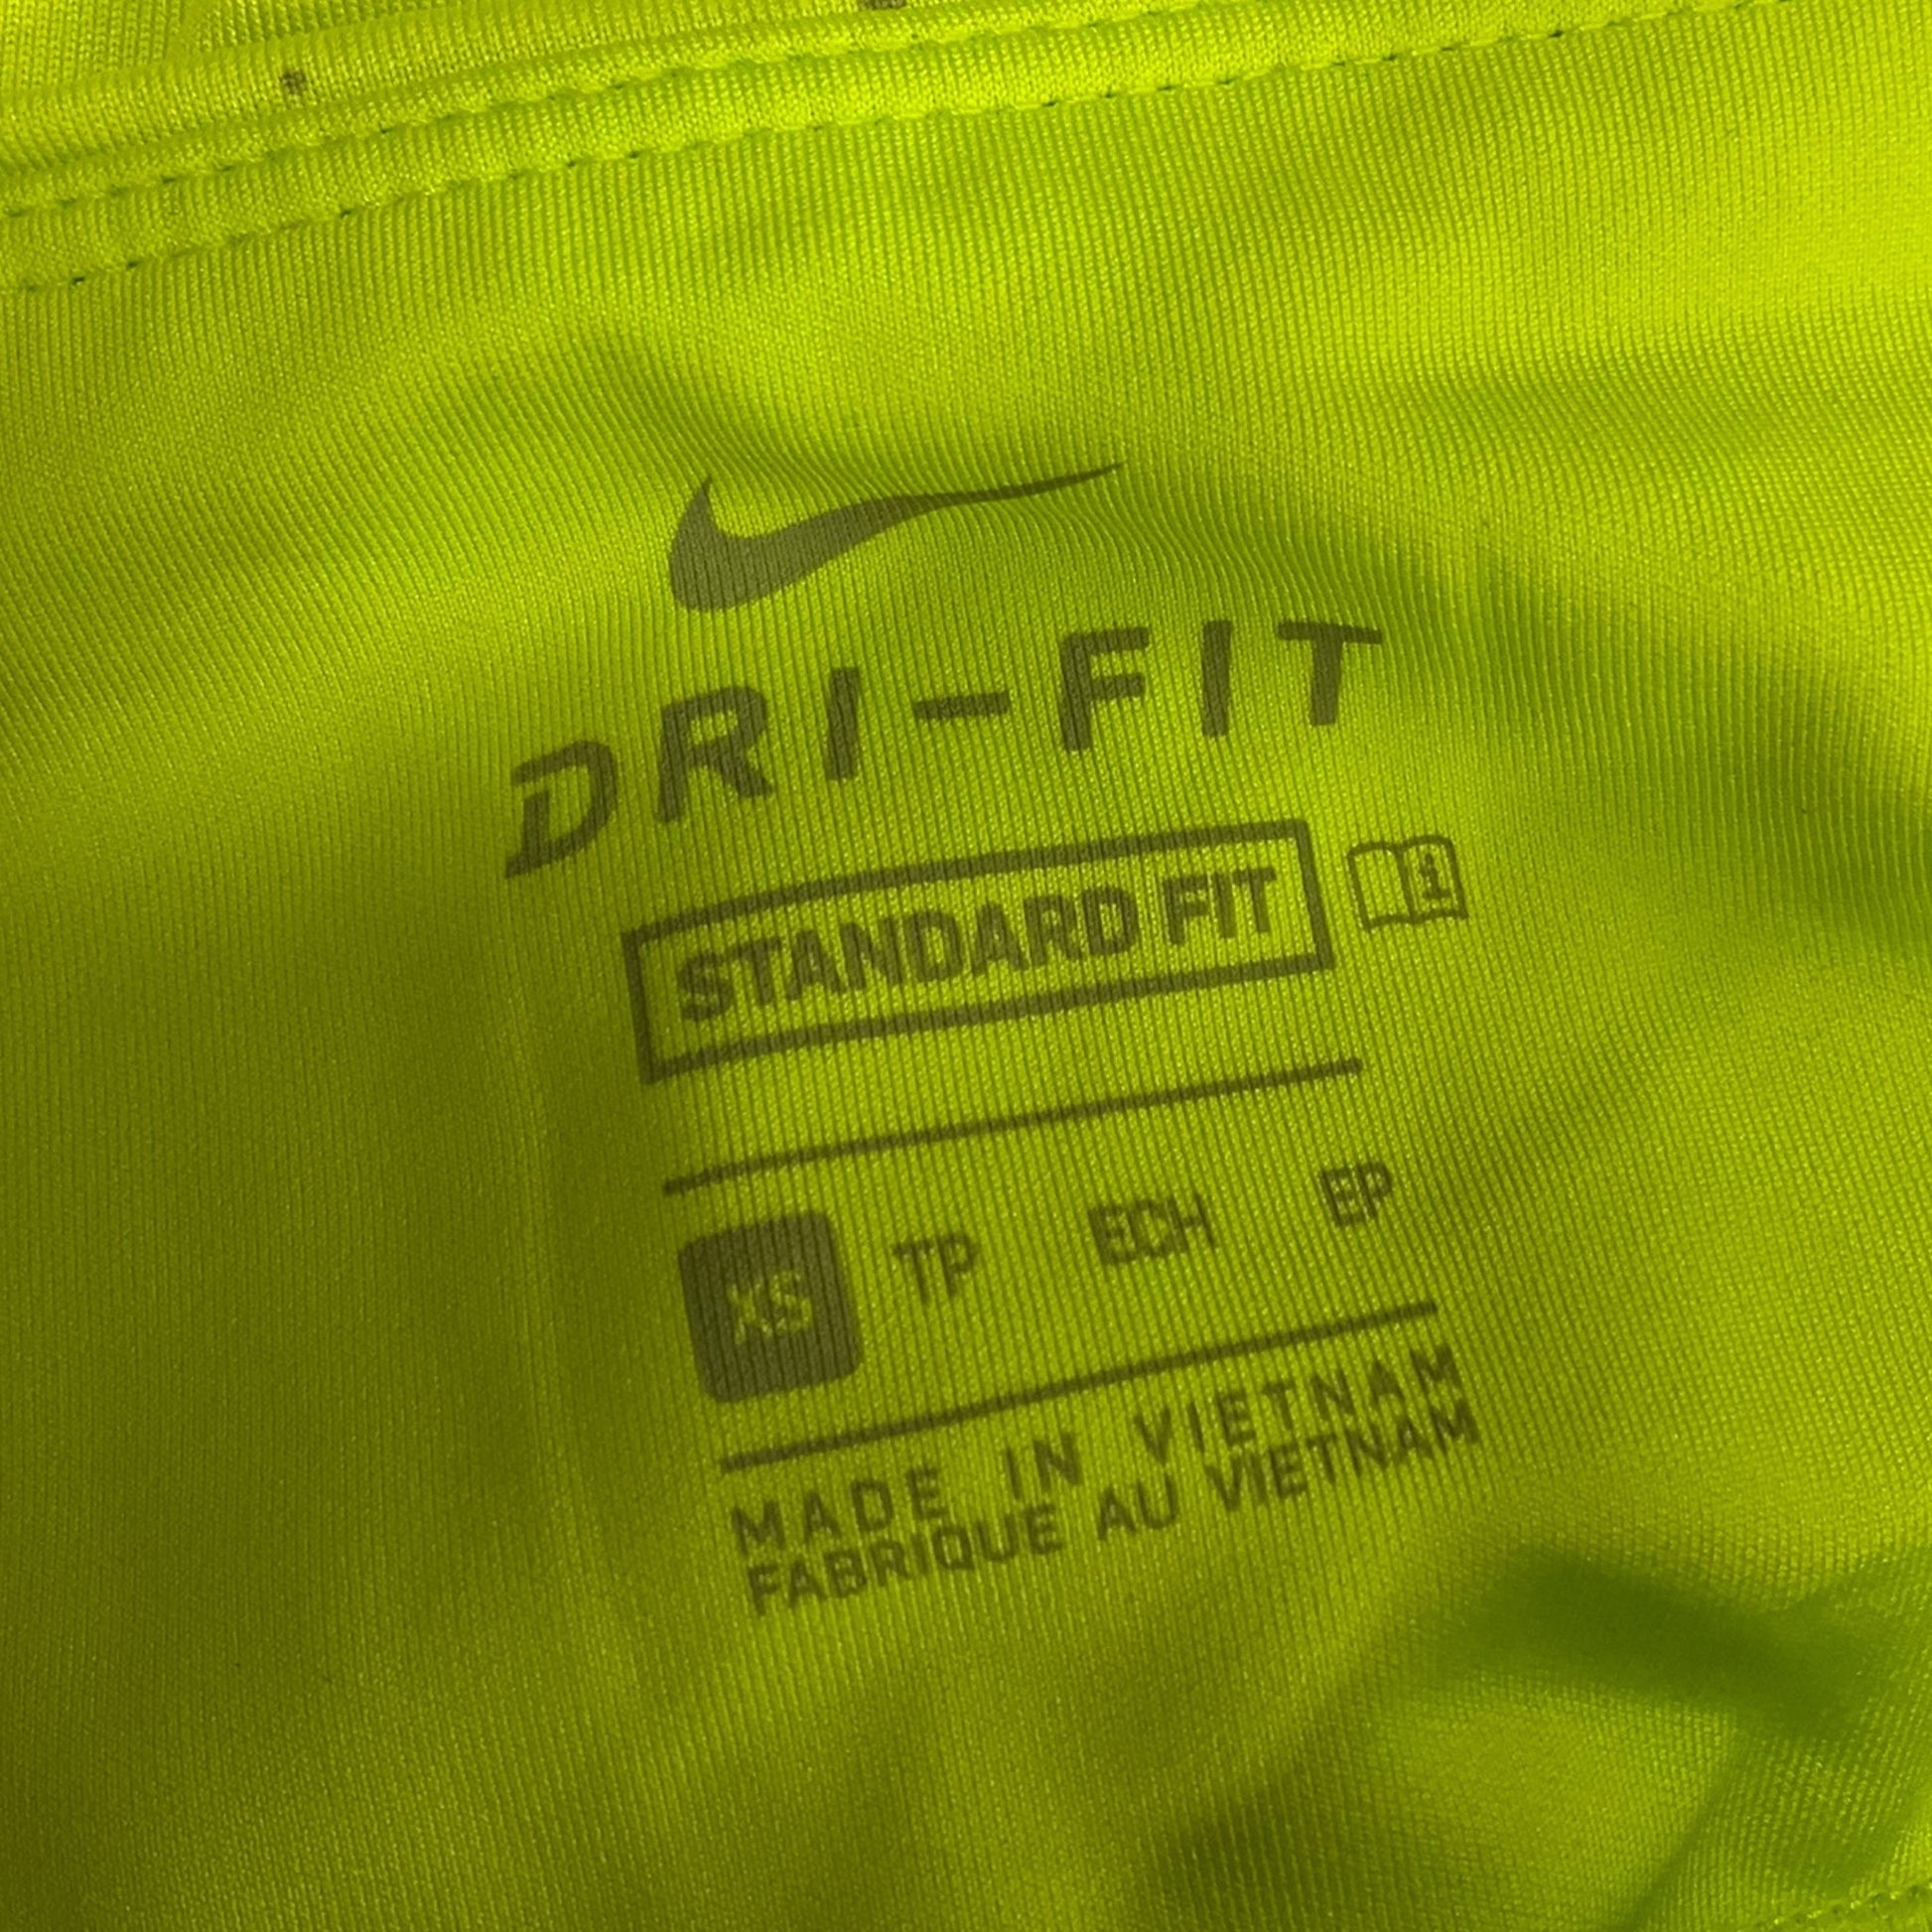 DRI-FIT
STANDARD FIT i
XS TP ECH EP
MADE IN VIETNAM
FABRIQUE AU VIETNAM